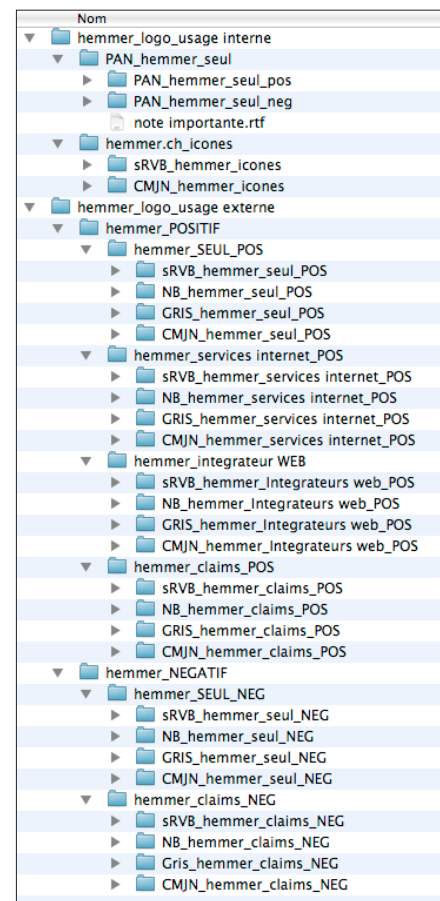 Nom
hemmer_logo_usage interne
PAN_hemmer_seul
PAN_hemmer_seul_pos
PAN_hemmer_seul_neg
note importante.rtf
hemmer.ch_icones
sRVB_hemmer_icones
CMJN_hemmer_icones
hemmer_logo_usage externe
hemmer_POSITIF
hemmer_SEUL_POS
sRVB_hemmer_seul_POS
NB_hemmer_seul_POS
GRIS_hemmer_seul_POS
CMJN_hemmer_seul_POS
hemmer_services internet_POS
sRVB_hemmer_services internet_POS
NB_hemmer_services internet_POS
GRIS_hemmer_services internet_POS
CMJN_hemmer_services internet_POS
hemmer_integrateur WEB
sRVB_hemmer_Integrateurs web_POS
NB_hemmer_Integrateurs web_POS
GRIS_hemmer_Integrateurs web_POS
CMJN_hemmer_Integrateurs web_POS
hemmer_claims_POS
sRVB_hemmer_claims_POS
NB_hemmer_claims_POS
GRIS_hemmer_claims_POS
CMJN_hemmer_claims_POS
hemmer_NEGATIF
hemmer_SEUL_NEG
sRVB_hemmer_seul_NEG
NB_hemmer_seul_NEG
GRIS_hemmer_seul_NEG
CMJN_hemmer_seul_NEG
hemmer_claims_NEG
sRVB_hemmer_claims_NEG
NB_hemmer_claims_NEG
Gris_hemmer_claims_NEG
CMJN_hemmer_claims_NEG